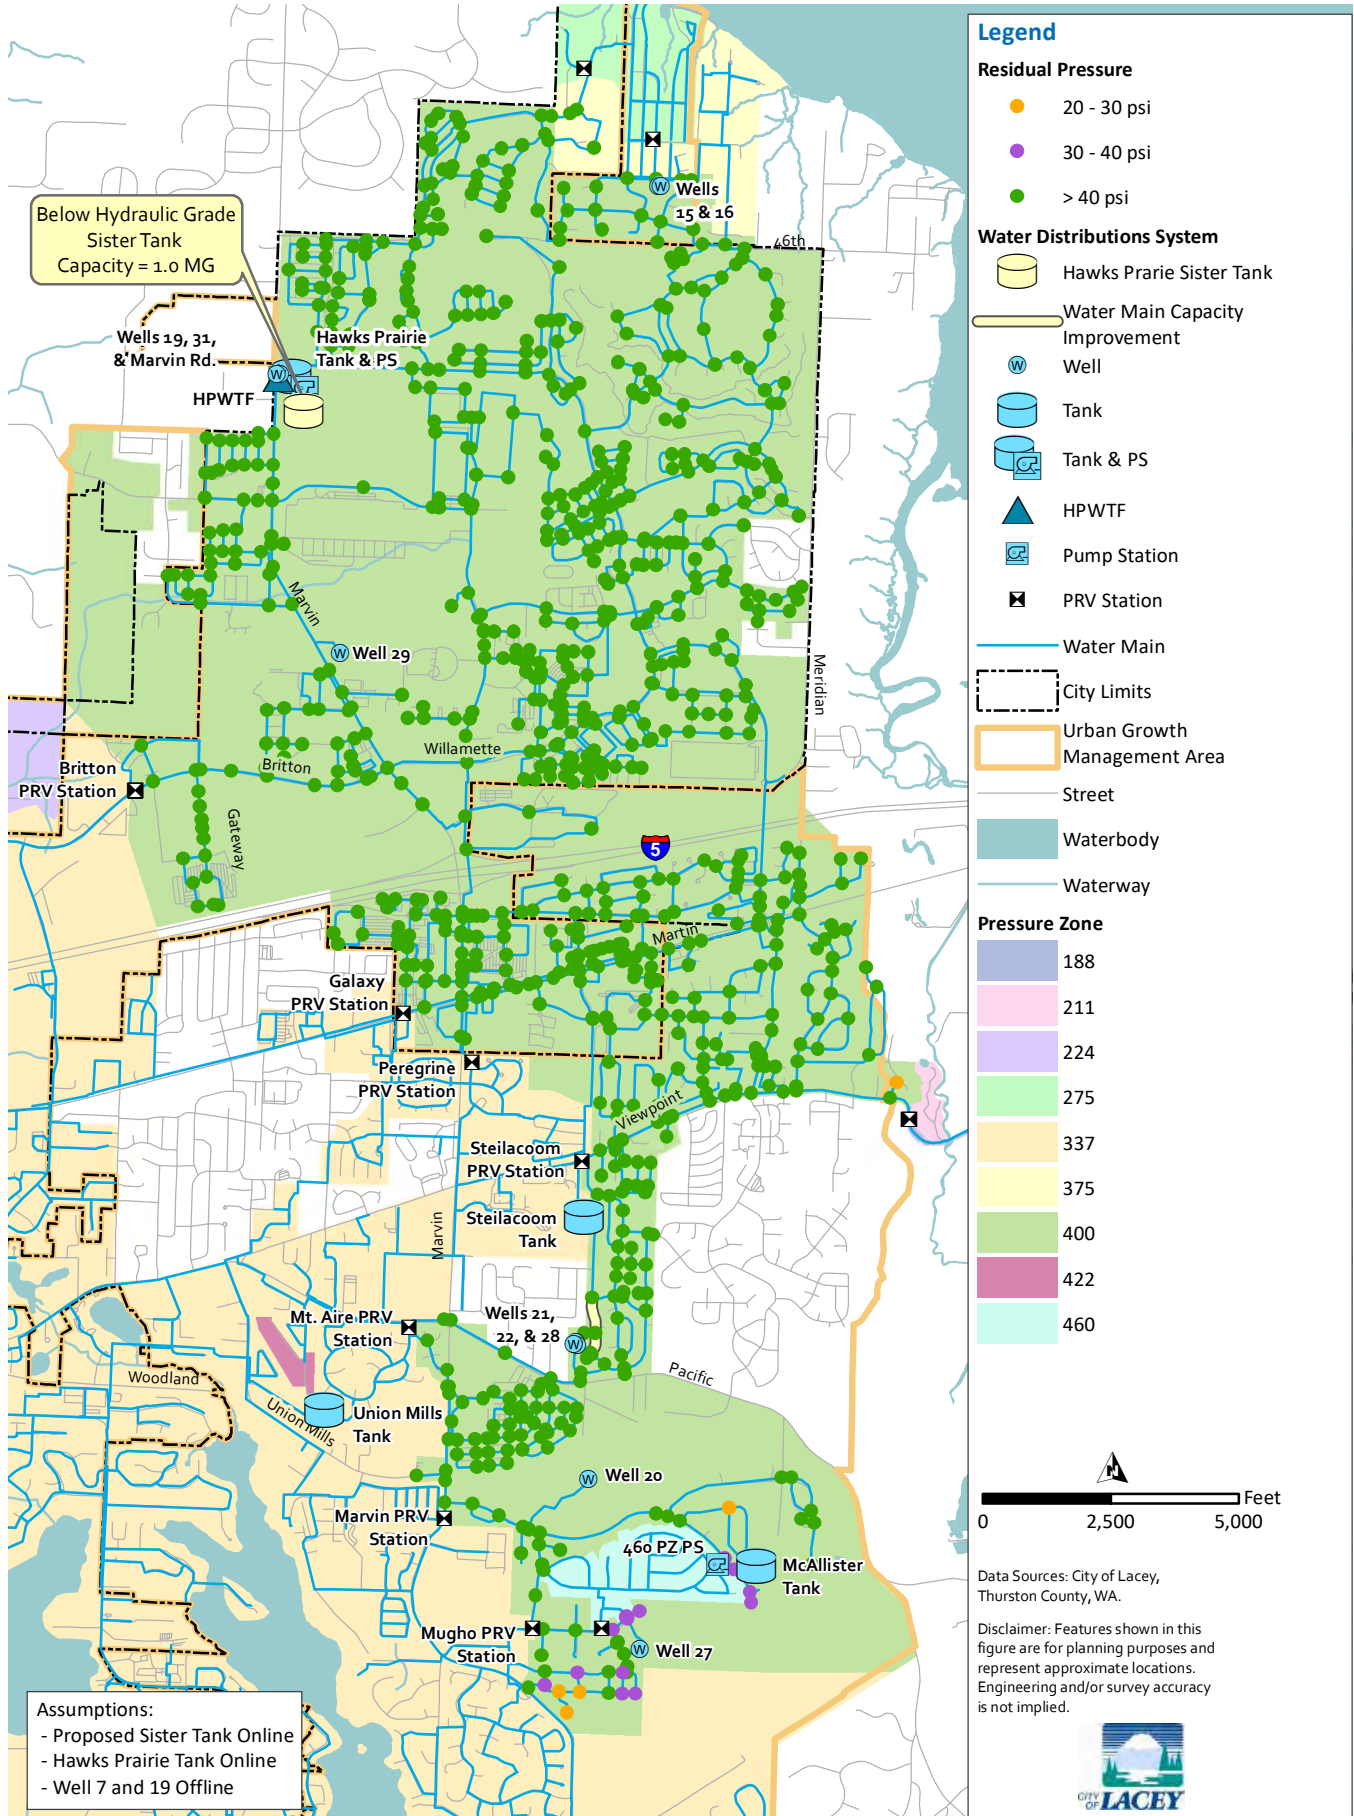 Below Hydraulic Grade
Sister Tank
Capacity = 1.0 MG
Wells 19, 31,
& Marvin Rd.
Hawks Prairie
Tank & PS
HPWTF
Wells
15 & 16
46th
Marvin
Well 29
Meridian
Willamette
Britton
Britton
PRV Station
Gateway
5
Martin
Galaxy
PRV Station
Peregrine
PRV Station
Viewpoint
Steilacoom
PRV Station
Steilacoom
Tank
Marvin
Mt. Aire PRV
Station
Wells 21,
22, & 28
Pacific
Woodland
Union Mills
Union Mills
Tank
Well 20
Marvin PRV
Station
460 PZ PS
McAllister
Tank
Mugho PRV
Station
Well 27
Assumptions:
- Proposed Sister Tank Online
- Hawks Prairie Tank Online
- Well 7 and 19 Offline
Legend
Residual Pressure
20 - 30 psi
30 - 40 psi
> 40 psi
Water Distributions System
Hawks Prarie Sister Tank
Water Main Capacity
Improvement
W Well
Tank
Tank & PS
HPWTF
Pump Station
PRV Station
Water Main
City Limits
Urban Growth
Management Area
Street
Waterbody
Waterway
Pressure Zone
188
211
224
275
337
375
400
422
460
N
Feet
0 2,500 5,000
Data Sources: City of Lacey,
Thurston County, WA.
Disclaimer: Features shown in this
figure are for planning purposes and
represent approximate locations.
Engineering and/or survey accuracy
is not implied.
CITY OF LACEY